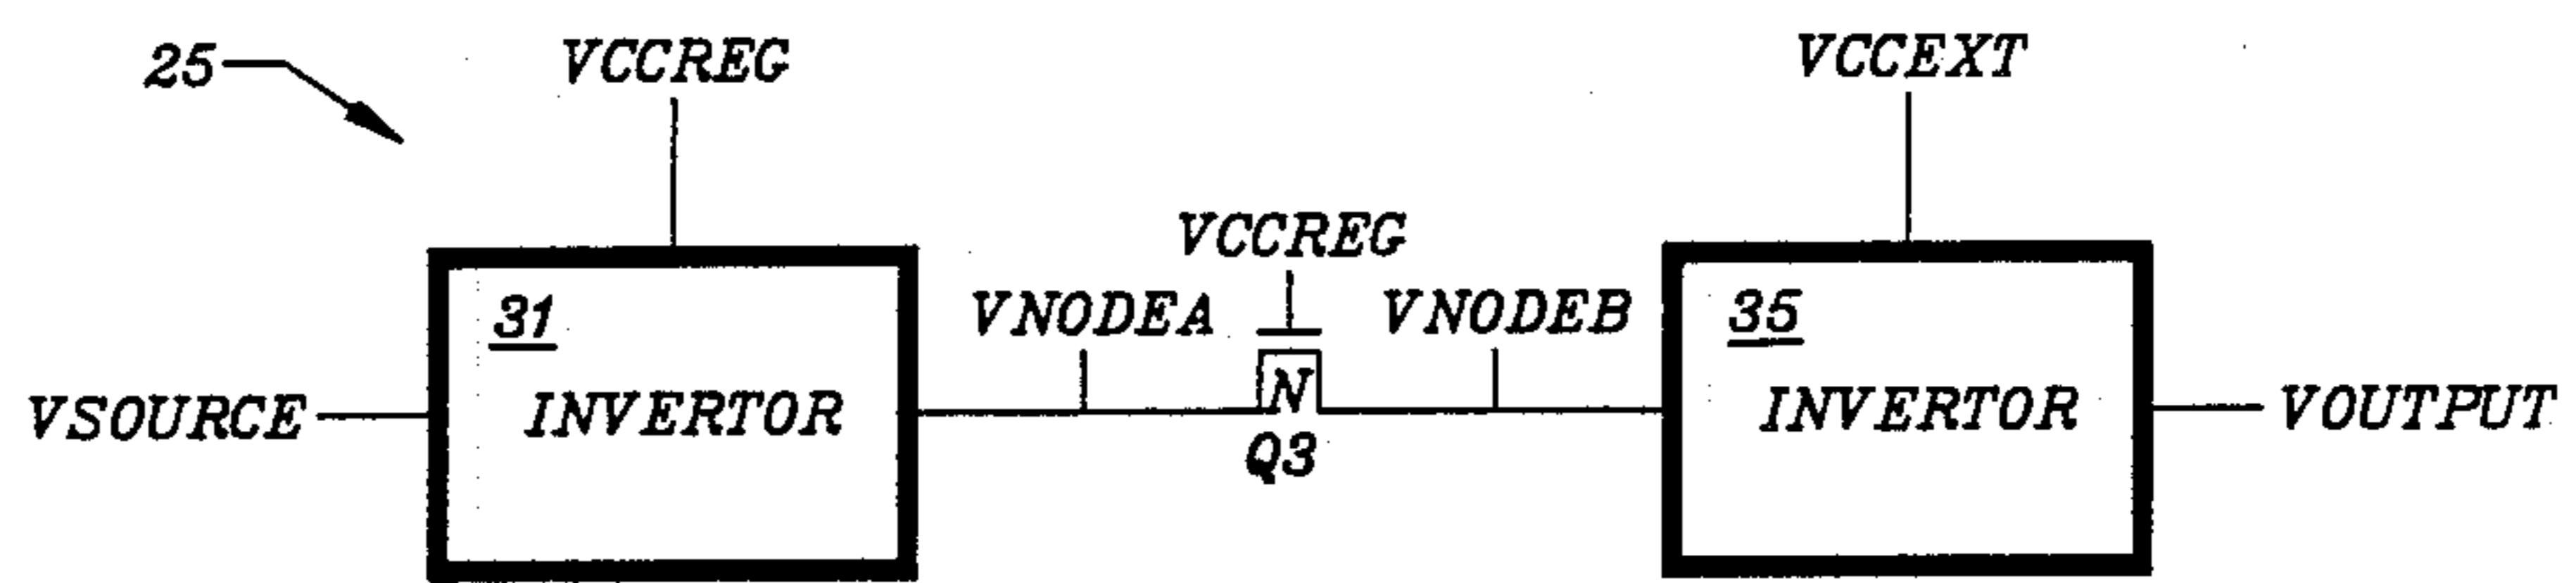 25
VCCREG
VCCEXT
VCCREG
31
VNODEA
VNODEB
35
VSOURCE
INVERTOR
N
INVERTOR
VOUTPUT
Q3